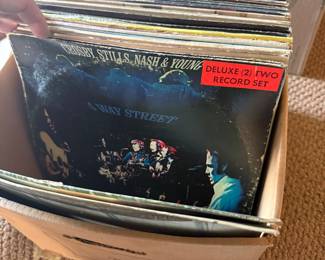 CROSBY, STILLS, NASH & YOUNG
DELUXE (2) TWO
RECORD SET
4 WAY STREET